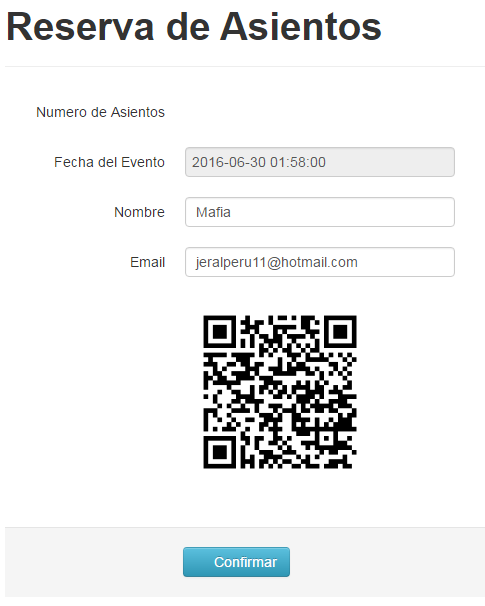 Reserva de Asientos
Numero de Asientos
Fecha del Evento 2016-06-30 01:58:00
Nombre Mafia
Email jeralperu11@hotmail.com
Confirmar